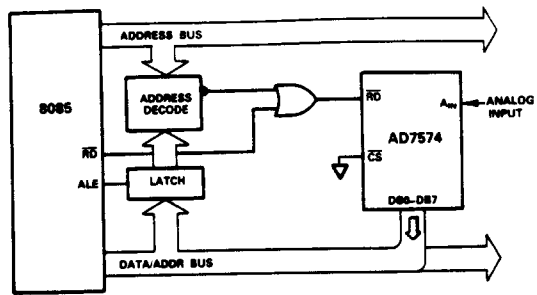 ADDRESS BUS
8085
ADDRESS
DECODE
RD
ALE
LATCH
DATA/ADDR BUS
RD
AIN
ANALOG
INPUT
AD7574
CS
DB0-DB7